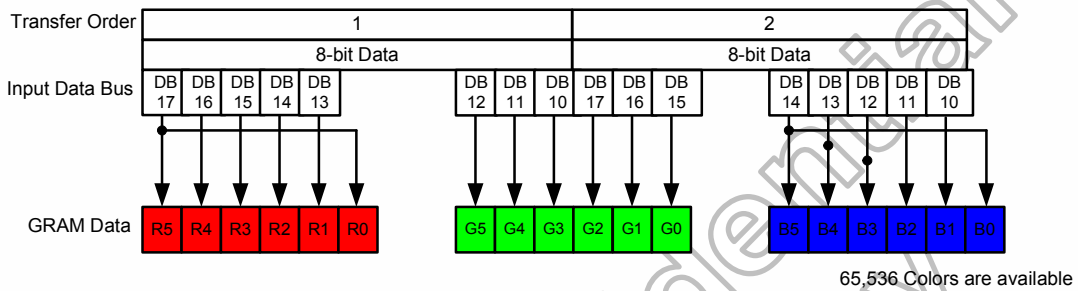 Transfer Order 1 2
8-bit Data 8-bit Data
Input Data Bus DB 17 DB 16 DB 15 DB 14 DB 13 DB 12 DB 11 DB 10 DB 17 DB 16 DB 15 DB 14 DB 13 DB 12 DB 11 DB 10
GRAM Data R5 R4 R3 R2 R1 R0 G5 G4 G3 G2 G1 G0 B5 B4 B3 B2 B1 B0
65,536 Colors are available